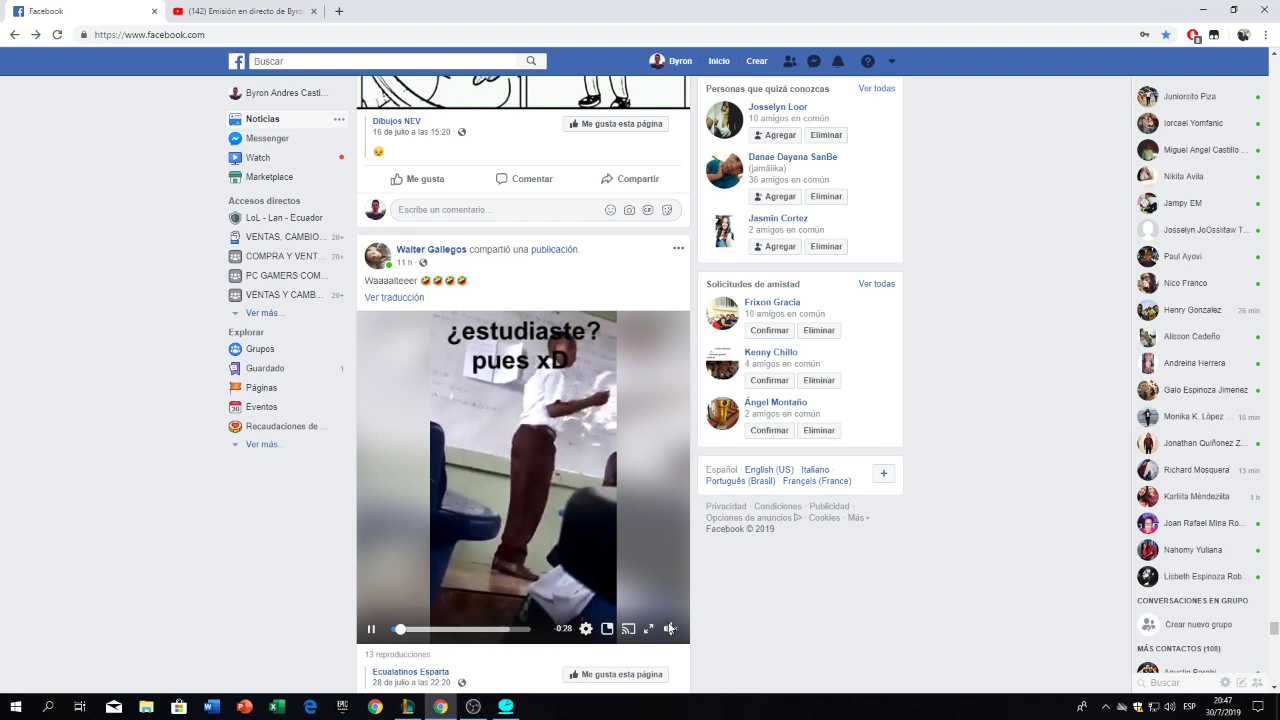 Facebook
(142) Emisión en directo de Byro
https://www.facebook.com
8
Buscar
Byron
Inicio
Crear
Byron Andres Casti...
Noticias
Messenger
Watch
Marketplace
Accesos directos
LoL - Lan - Ecuador
VENTAS, CAMBIO... 20+
COMPRA Y VENT... 20+
PC GAMERS COM...
VENTAS Y CAMB... 20+
Ver más...
Explorar
Grupos
Guardado 1
Páginas
30 Eventos
Recaudaciones de ...
Ver más...
Dibujos NEV
16 de julio a las 15:20
Me gusta esta página
Me gusta
Comentar
Compartir
Escribe un comentario...
GIF
Walter Gallegos compartió una publicación.
11 h
Waaaalteeer 🤣🤣🤣🤣
Ver traducción
¿estudiaste?
pues xD
-0:28
13 reproducciones
Ecualatinos Esparta
28 de julio a las 22:20
Me gusta esta página
Personas que quizá conozcas
Ver todas
Josselyn Loor
10 amigos en común
Agregar
Eliminar
Danae Dayana SanBe
(jamâiika)
36 amigos en común
Agregar
Eliminar
Jasmin Cortez
2 amigos en común
Agregar
Eliminar
Solicitudes de amistad
Ver todas
Frixon Gracia
10 amigos en común
Confirmar
Eliminar
Kenny Chillo
4 amigos en común
Confirmar
Eliminar
Ángel Montaño
2 amigos en común
Confirmar
Eliminar
Español · English (US) · Italiano ·
Português (Brasil) · Français (France)
Privacidad · Condiciones · Publicidad ·
Opciones de anuncios · Cookies · Más
Facebook © 2019
Juniorsito Piza
Iorcael Yomfanic
Miguel Angel Castillo ...
Nikita Avila
Jampy EM
Josselyn JoOssitaw T...
Paul Ayovi
Nico Franco
Henry Gonzalez 26 min
Alisson Cedeño
Andreina Herrera
Galo Espinoza Jimenez
Monika K. López ... 18 min
Jonathan Quiñonez Z...
Richard Mosquera 13 min
Karliita Mèndeziita 1 h
Joan Rafael Mina Ro...
Nahomy Yuliana
Lisbeth Espinoza Rob...
CONVERSACIONES EN GRUPO
Crear nuevo grupo
MÁS CONTACTOS (108)
Agustin Borghi
Buscar
EPIC
ESP
20:47
30/7/2019